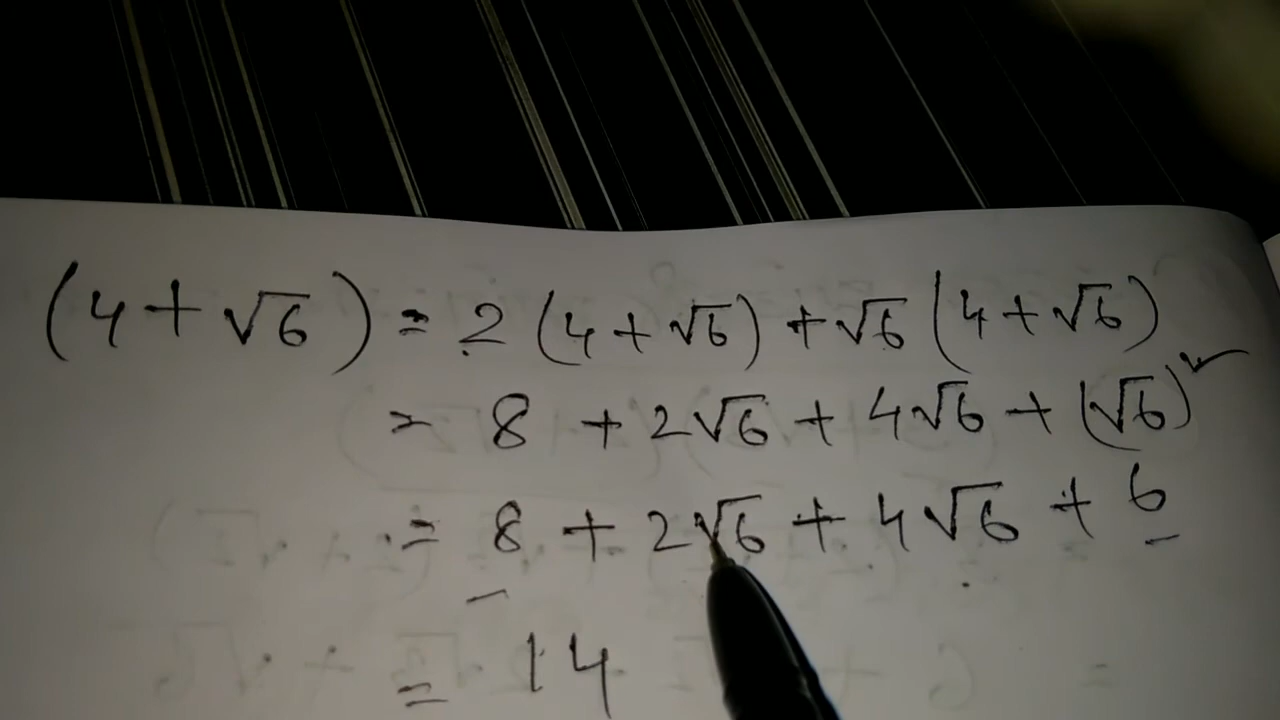 (4+√6) = 2(4+√6)+√6(4+√6)
= 8 + 2√6 + 4√6 + (√6)²
= 8 + 2√6 + 4√6 + 6
= 14